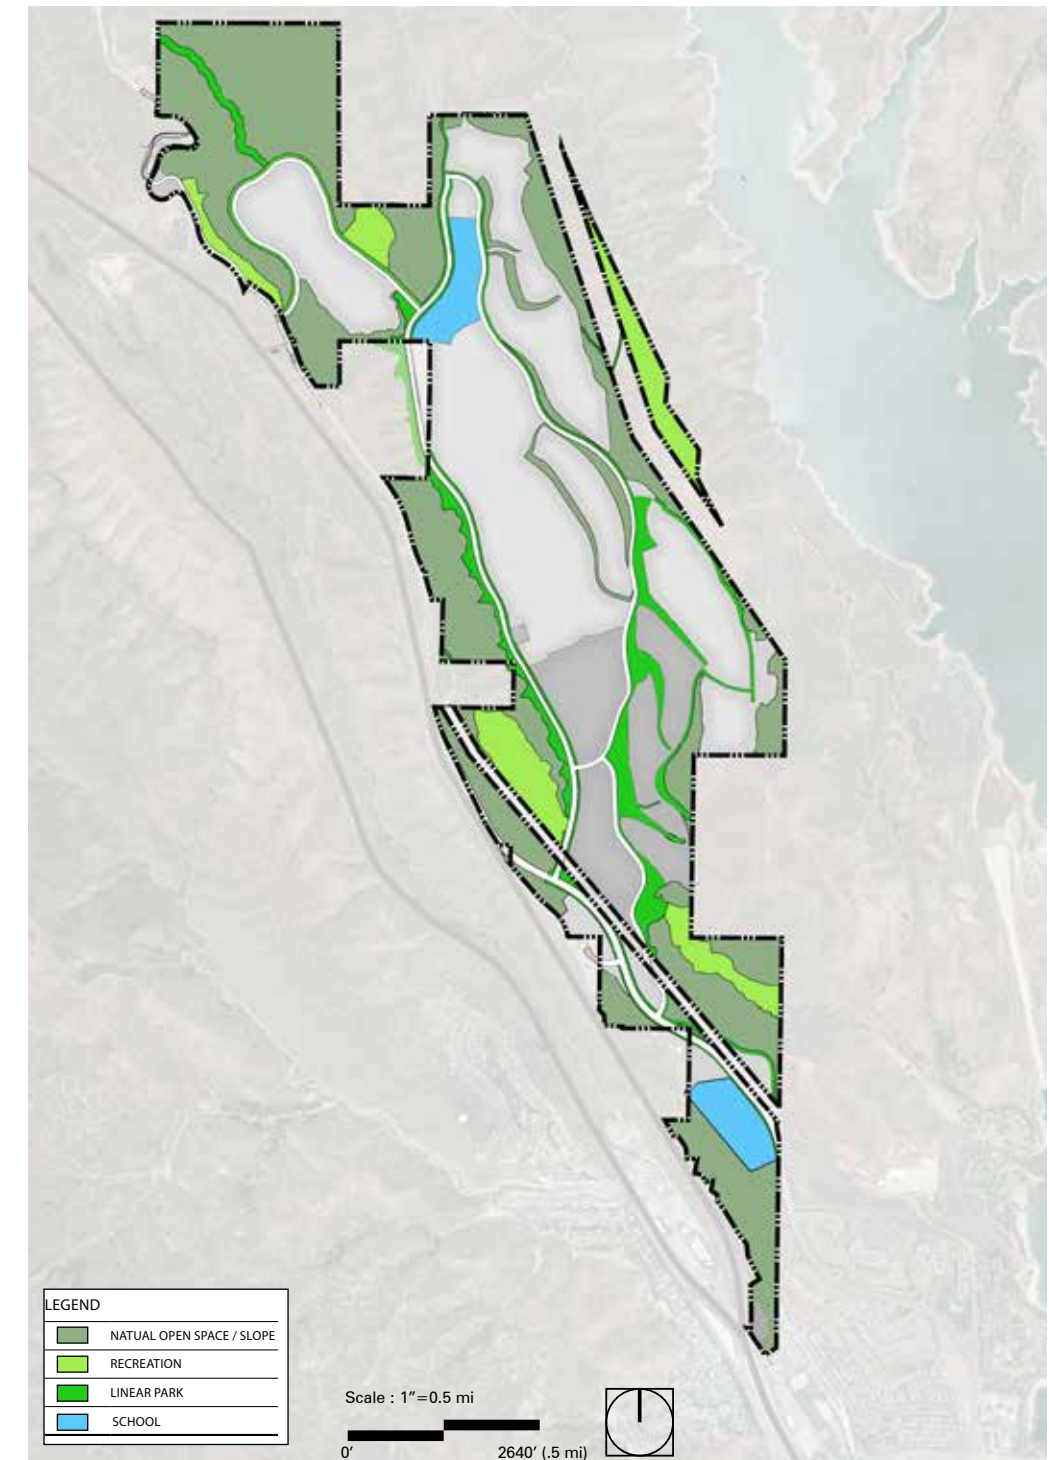 LEGEND
NATUAL OPEN SPACE / SLOPE
RECREATION
LINEAR PARK
SCHOOL
Scale : 1”=0.5 mi
0’ 2640’ (.5 mi)